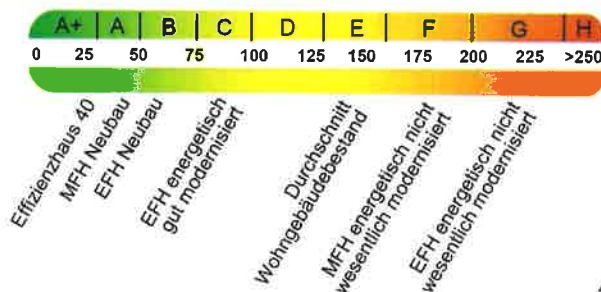 A+ A B C D E F G H
0 25 50 75 100 125 150 175 200 225 >250
Effizienzhaus 40
MFH Neubau
EFH Neubau
EFH energetisch
gut modernisiert
Durchschnitt
Wohngebäudebestand
MFH energetisch nicht
wesentlich modernisiert
EFH energetisch nicht
wesentlich modernisiert